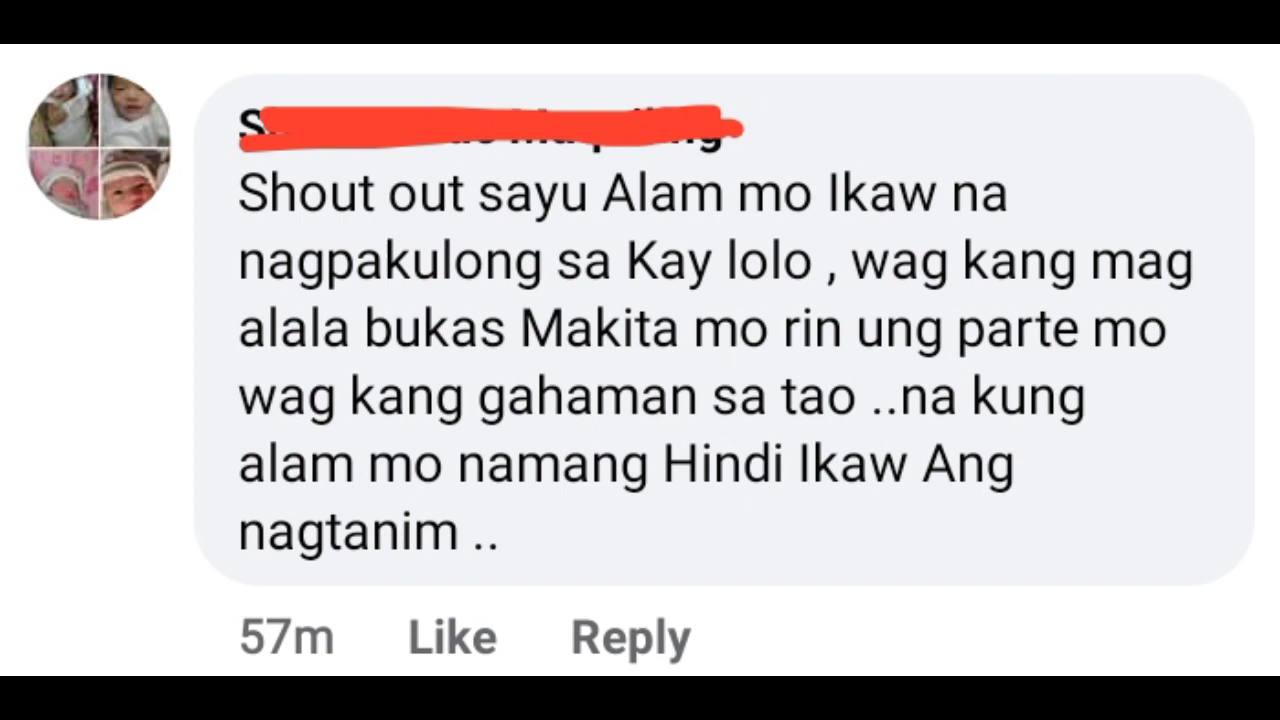 Shout out sayu Alam mo Ikaw na
nagpakulong sa Kay lolo , wag kang mag
alala bukas Makita mo rin ung parte mo
wag kang gahaman sa tao ..na kung
alam mo namang Hindi Ikaw Ang
nagtanim ..
57m Like Reply